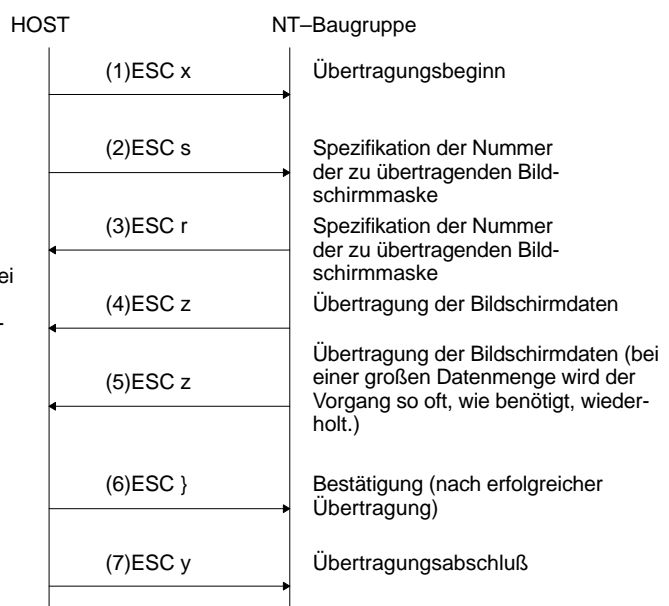 HOST
NT–Baugruppe
(1)ESC x
Übertragungsbeginn
(2)ESC s
Spezifikation der Nummer
der zu übertragenden Bild-
schirmmaske
(3)ESC r
Spezifikation der Nummer
der zu übertragenden Bild-
schirmmaske
ei
(4)ESC z
Übertragung der Bildschirmdaten
-
(5)ESC z
Übertragung der Bildschirmdaten (bei
einer großen Datenmenge wird der
Vorgang so oft, wie benötigt, wieder-
holt.)
(6)ESC }
Bestätigung (nach erfolgreicher
Übertragung)
(7)ESC y
Übertragungsabschluß